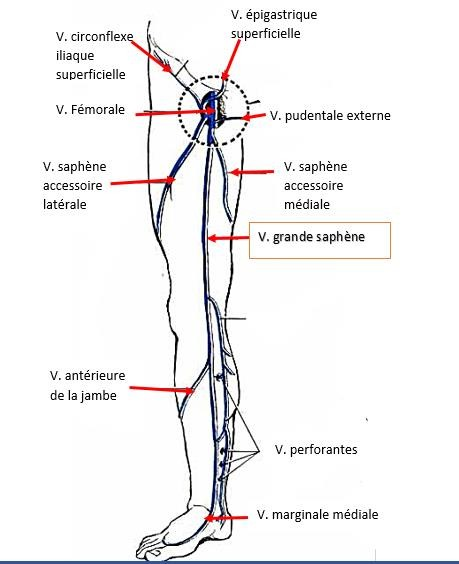 V. épigastrique
superficielle
V. circonflexe
iliaque
superficielle
V. Fémorale
V. pudentale externe
V. saphène
accessoire
latérale
V. saphène
accessoire
médiale
V. grande saphène
V. antérieure
de la jambe
V. perforantes
V. marginale médiale